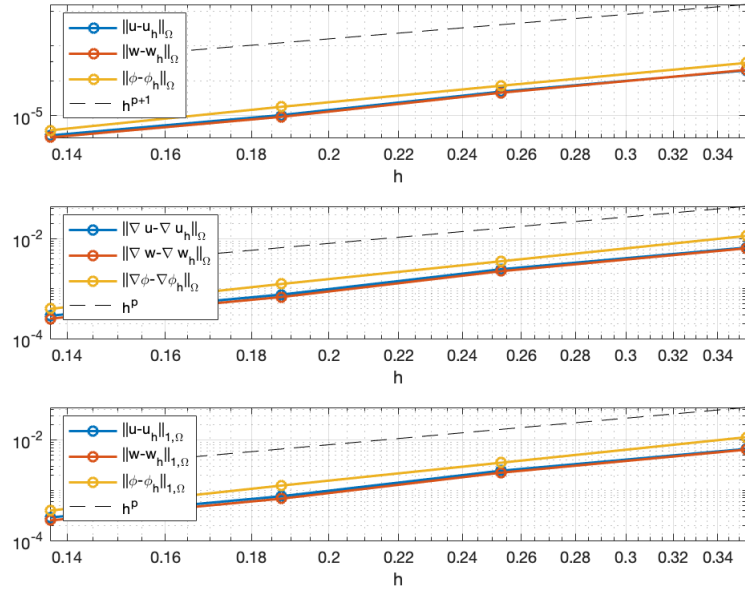 ||u-u_h||_Ω
||w-w_h||_Ω
||ϕ-ϕ_h||_Ω
h^{p+1}
10^{-5}
0.14 0.16 0.18 0.2 0.22 0.24 0.26 0.28 0.3 0.32 0.34
h
||∇ u-∇ u_h||_Ω
||∇ w-∇ w_h||_Ω
||∇ϕ-∇ϕ_h||_Ω
h^p
10^{-2}
10^{-4}
0.14 0.16 0.18 0.2 0.22 0.24 0.26 0.28 0.3 0.32 0.34
h
||u-u_h||_{1,Ω}
||w-w_h||_{1,Ω}
||ϕ-ϕ_h||_{1,Ω}
h^p
10^{-2}
10^{-4}
0.14 0.16 0.18 0.2 0.22 0.24 0.26 0.28 0.3 0.32 0.34
h